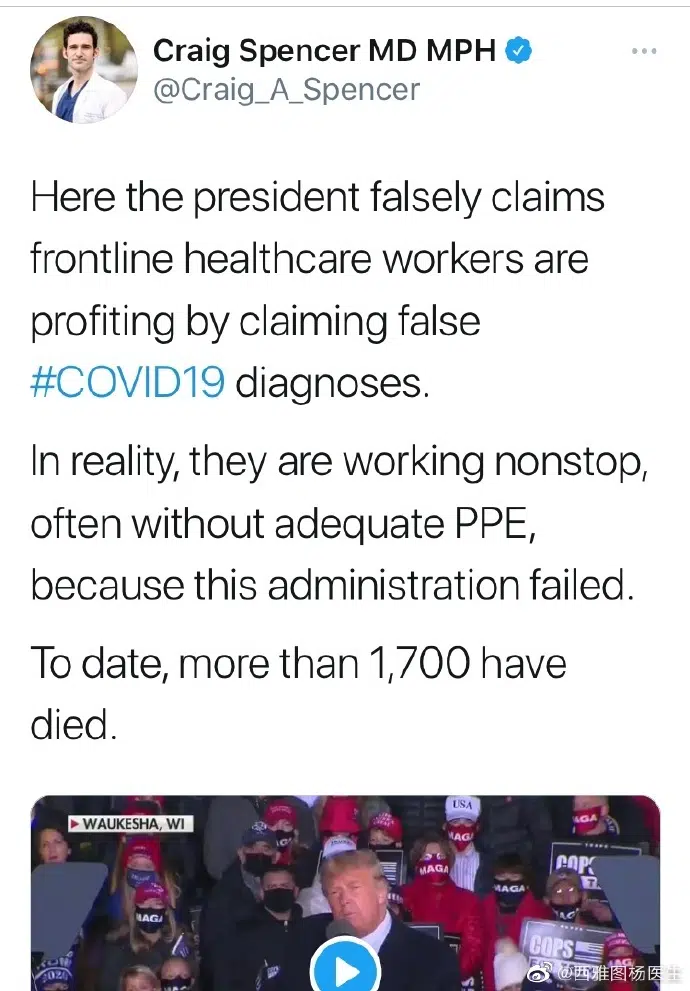 Craig Spencer MD MPH
@Craig_A_Spencer
Here the president falsely claims
frontline healthcare workers are
profiting by claiming false
#COVID19 diagnoses.
In reality, they are working nonstop,
often without adequate PPE,
because this administration failed.
To date, more than 1,700 have
died.
WAUKESHA, WI
USA
MAGA
MAGA
MAGA
MAGA
COPS
2020
@西雅图杨医生